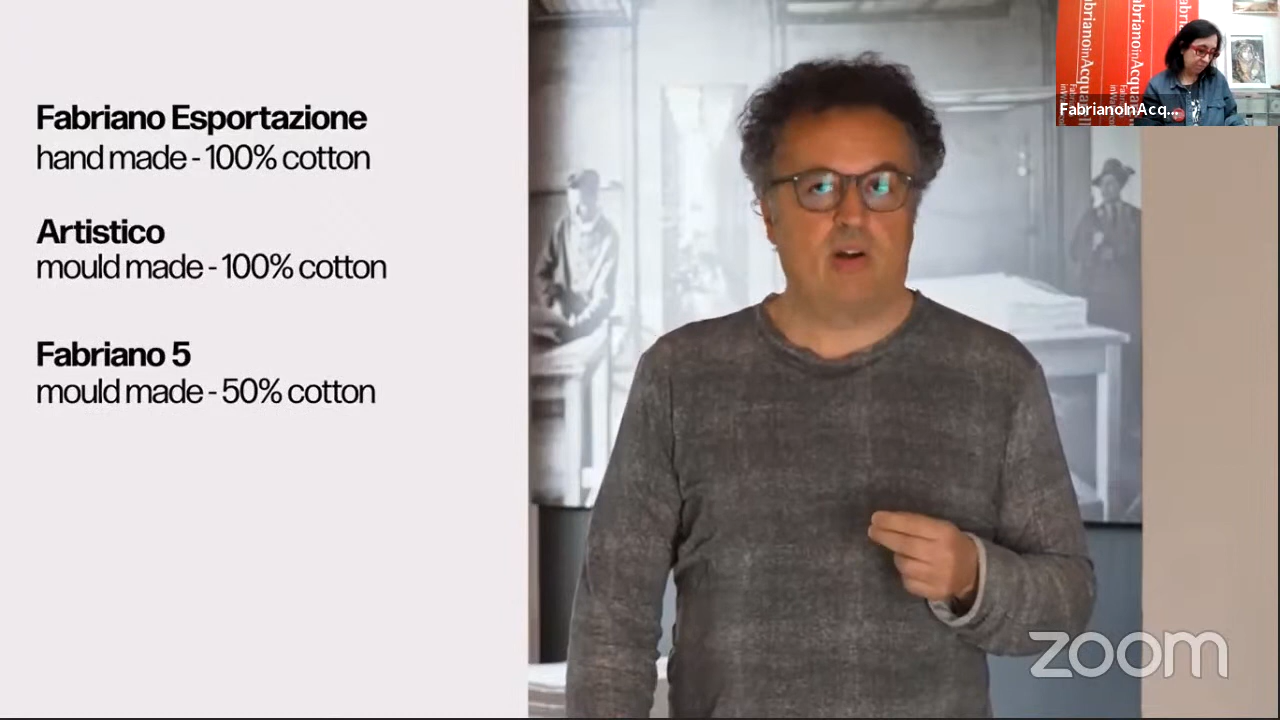 Fabriano Esportazione
hand made - 100% cotton
Artistico
mould made - 100% cotton
Fabriano 5
mould made - 50% cotton
FabrianoInAcq...
zoom